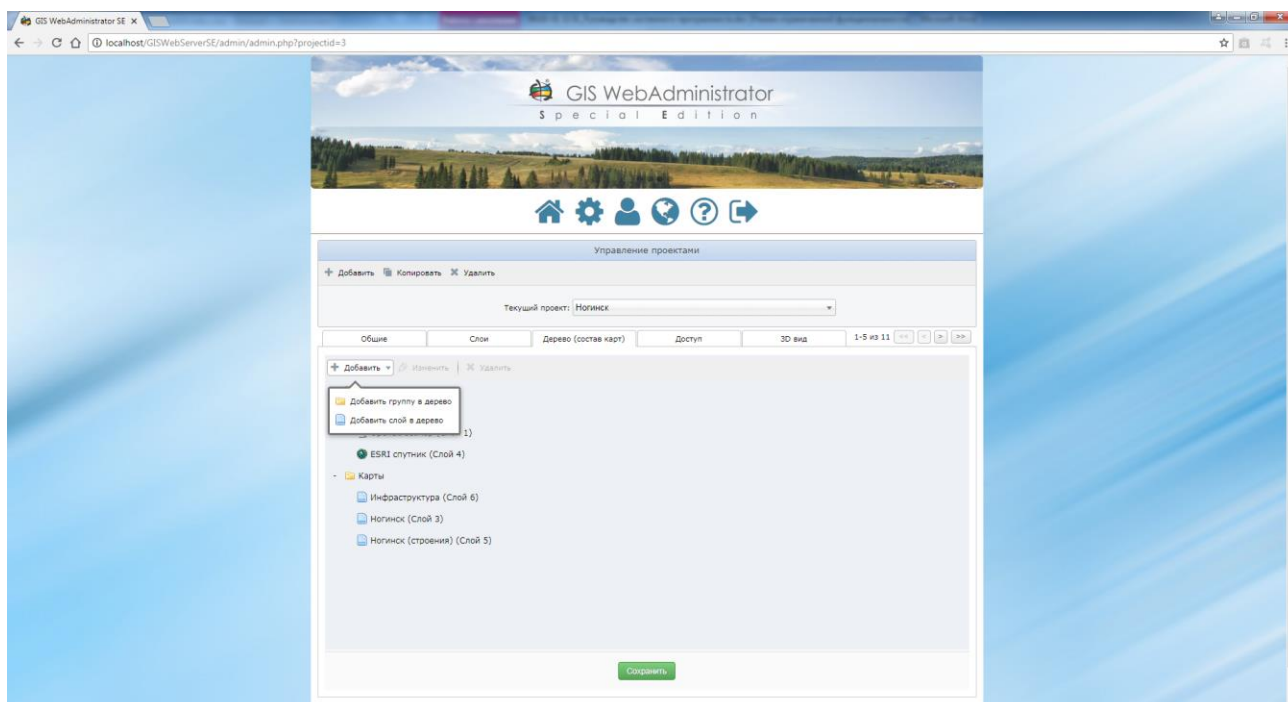 GIS WebAdministrator SE
localhost/GISWebServerSE/admin/admin.php?projectid=3
GIS WebAdministrator
Special Edition
Управление проектами
Добавить Копировать Удалить
Текущий проект: Ногинск
Общие Слои Дерево (состав карт) Доступ 3D вид 1-5 из 11 << < > >>
Добавить Изменить Удалить
Добавить группу в дерево
Добавить слой в дерево
1)
ESRI спутник (Слой 4)
- Карты
Инфраструктура (Слой 6)
Ногинск (Слой 3)
Ногинск (строения) (Слой 5)
Сохранить